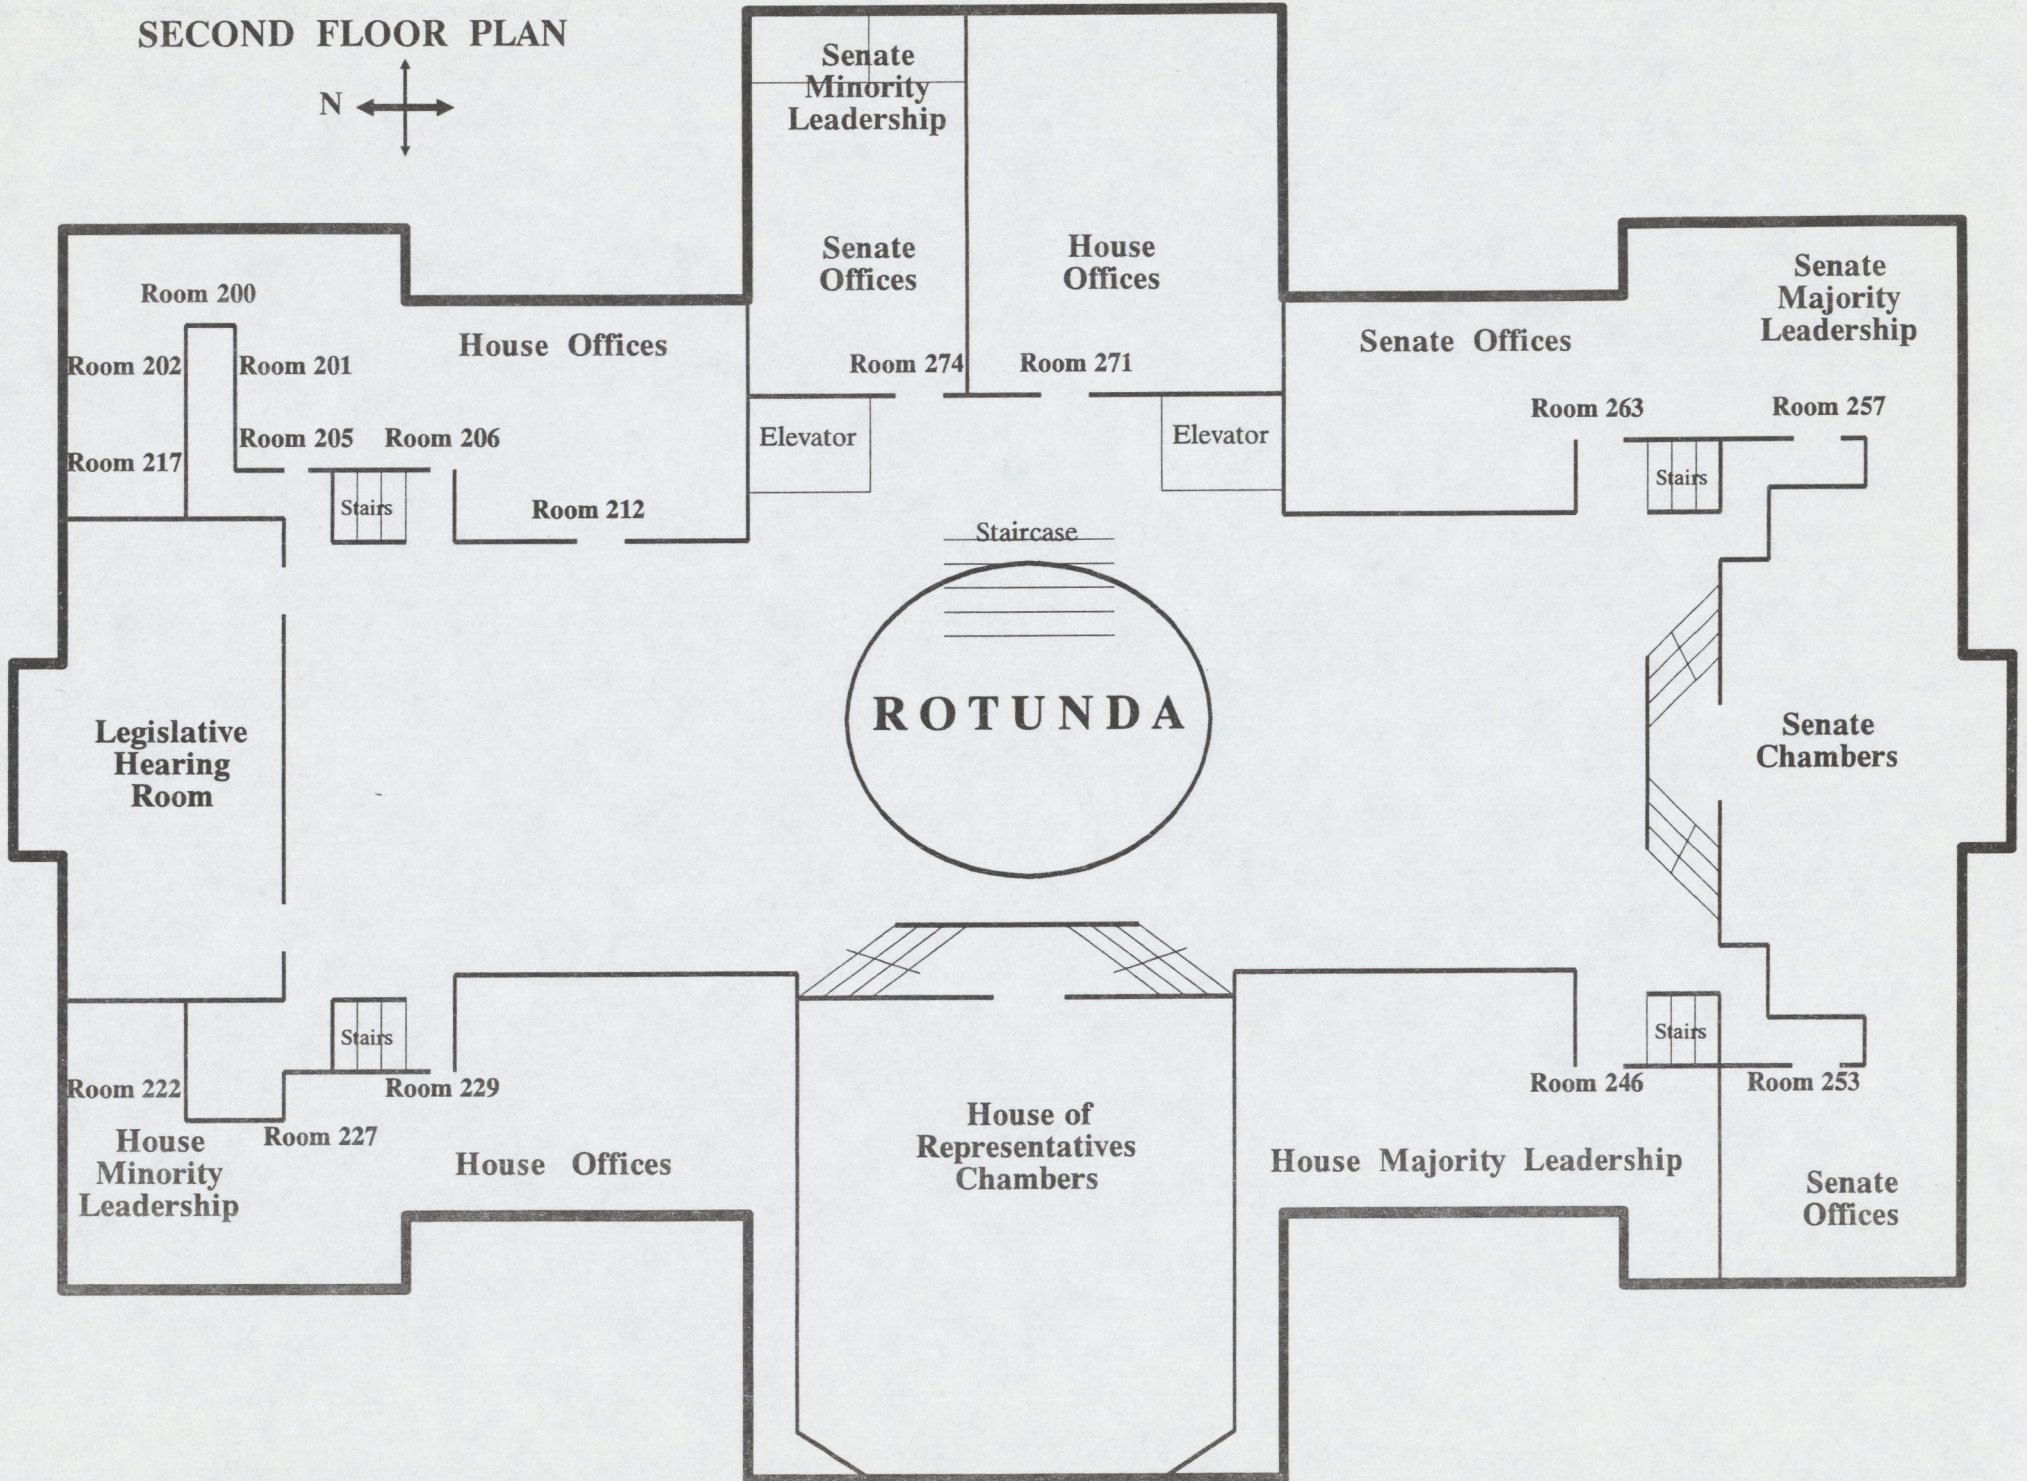 SECOND FLOOR PLAN
N
Senate
Minority
Leadership
Senate
Offices
House
Offices
Room 274
Room 271
Elevator
Elevator
Room 200
Room 202
Room 201
House Offices
Room 205
Room 206
Room 217
Stairs
Room 212
Senate Offices
Senate
Majority
Leadership
Room 263
Room 257
Stairs
Staircase
ROTUNDA
Legislative
Hearing
Room
Senate
Chambers
Stairs
Room 222
Room 229
Room 227
House
Minority
Leadership
House Offices
House of
Representatives
Chambers
Stairs
Room 246
Room 253
House Majority Leadership
Senate
Offices